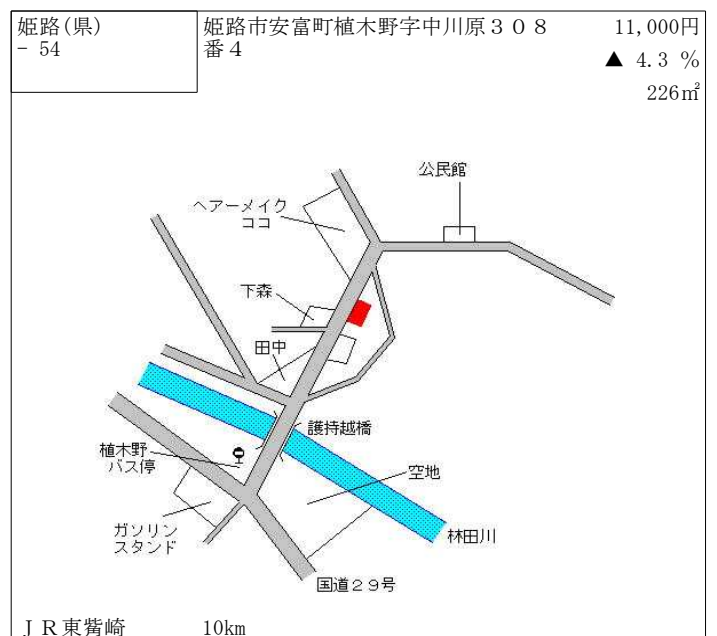 姫路(県)
- 54
姫路市安富町植木野字中川原３０８
番４
11,000円
▲ 4.3 %
226㎡
公民館
ヘアーメイク
ココ
下森
田中
護持越橋
植木野
バス停
空地
ガソリン
スタンド
林田川
国道２９号
ＪＲ東觜崎 10km